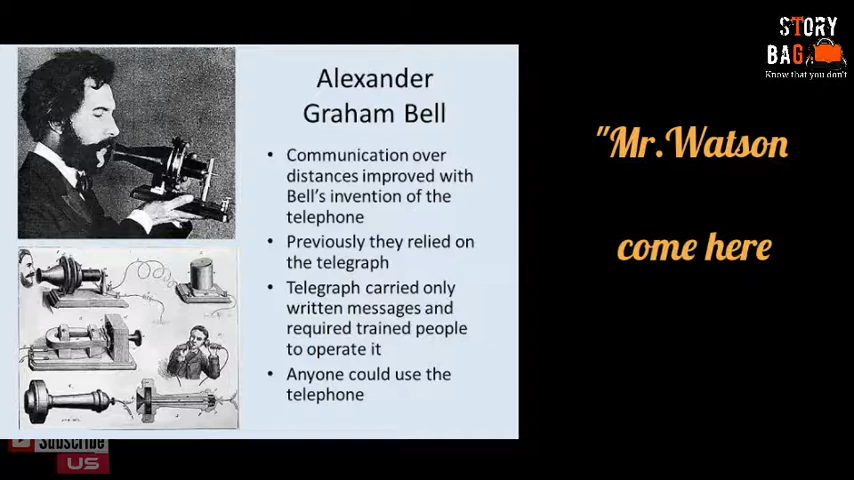 STORY
BAG
Know that you don't
Alexander
Graham Bell
• Communication over
distances improved with
Bell's invention of the
telephone
• Previously they relied on
the telegraph
• Telegraph carried only
written messages and
required trained people
to operate it
• Anyone could use the
telephone
"Mr.Watson
come here
Subscribe
US